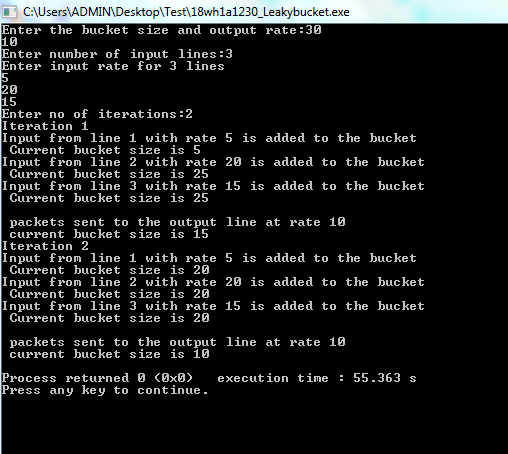 C:\Users\ADMIN\Desktop\Test\18wh1a1230_Leakybucket.exe
Enter the bucket size and output rate:30
10
Enter number of input lines:3
Enter input rate for 3 lines
5
20
15
Enter no of iterations:2
Iteration 1
Input from line 1 with rate 5 is added to the bucket
Current bucket size is 5
Input from line 2 with rate 20 is added to the bucket
Current bucket size is 25
Input from line 3 with rate 15 is added to the bucket
Current bucket size is 25
packets sent to the output line at rate 10
current bucket size is 15
Iteration 2
Input from line 1 with rate 5 is added to the bucket
Current bucket size is 20
Input from line 2 with rate 20 is added to the bucket
Current bucket size is 20
Input from line 3 with rate 15 is added to the bucket
Current bucket size is 20
packets sent to the output line at rate 10
current bucket size is 10
Process returned 0 (0x0)   execution time : 55.363 s
Press any key to continue.